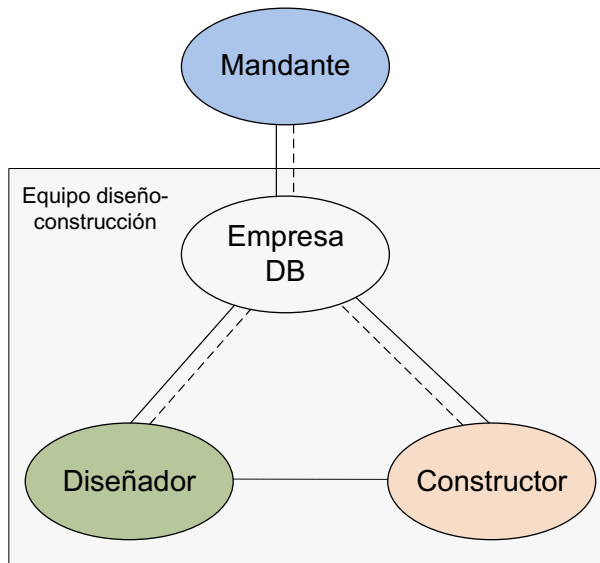 Mandante
Equipo diseño-
construcción
Empresa
DB
Diseñador
Constructor